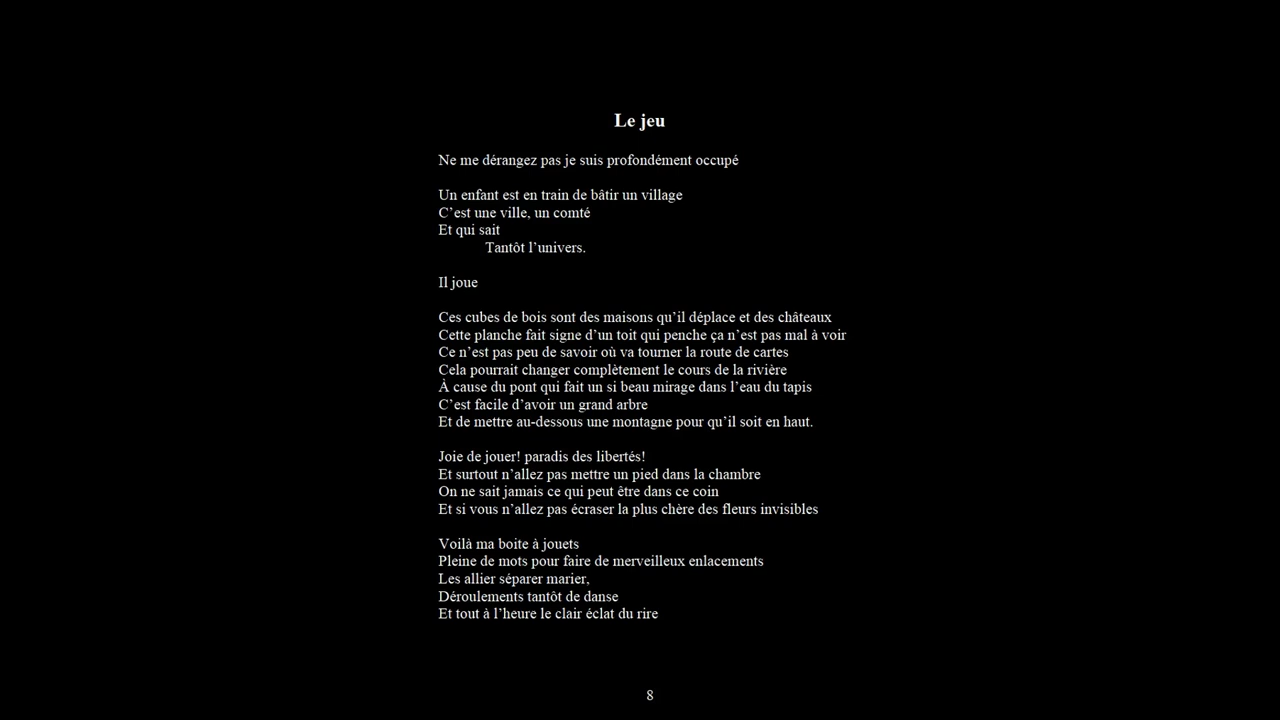 Le jeu
Ne me dérangez pas je suis profondément occupé
Un enfant est en train de bâtir un village
C’est une ville, un comté
Et qui sait
Tantôt l’univers.
Il joue
Ces cubes de bois sont des maisons qu’il déplace et des châteaux
Cette planche fait signe d’un toit qui penche ça n’est pas mal à voir
Ce n’est pas peu de savoir où va tourner la route de cartes
Cela pourrait changer complètement le cours de la rivière
À cause du pont qui fait un si beau mirage dans l’eau du tapis
C’est facile d’avoir un grand arbre
Et de mettre au-dessous une montagne pour qu’il soit en haut.
Joie de jouer! paradis des libertés!
Et surtout n’allez pas mettre un pied dans la chambre
On ne sait jamais ce qui peut être dans ce coin
Et si vous n’allez pas écraser la plus chère des fleurs invisibles
Voilà ma boite à jouets
Pleine de mots pour faire de merveilleux enlacements
Les allier séparer marier,
Déroulements tantôt de danse
Et tout à l’heure le clair éclat du rire
8